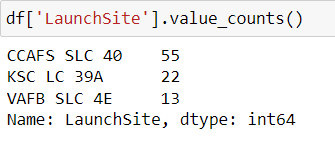 df['LaunchSite'].value_counts()
CCAFS SLC 40    55
KSC LC 39A      22
VAFB SLC 4E     13
Name: LaunchSite, dtype: int64